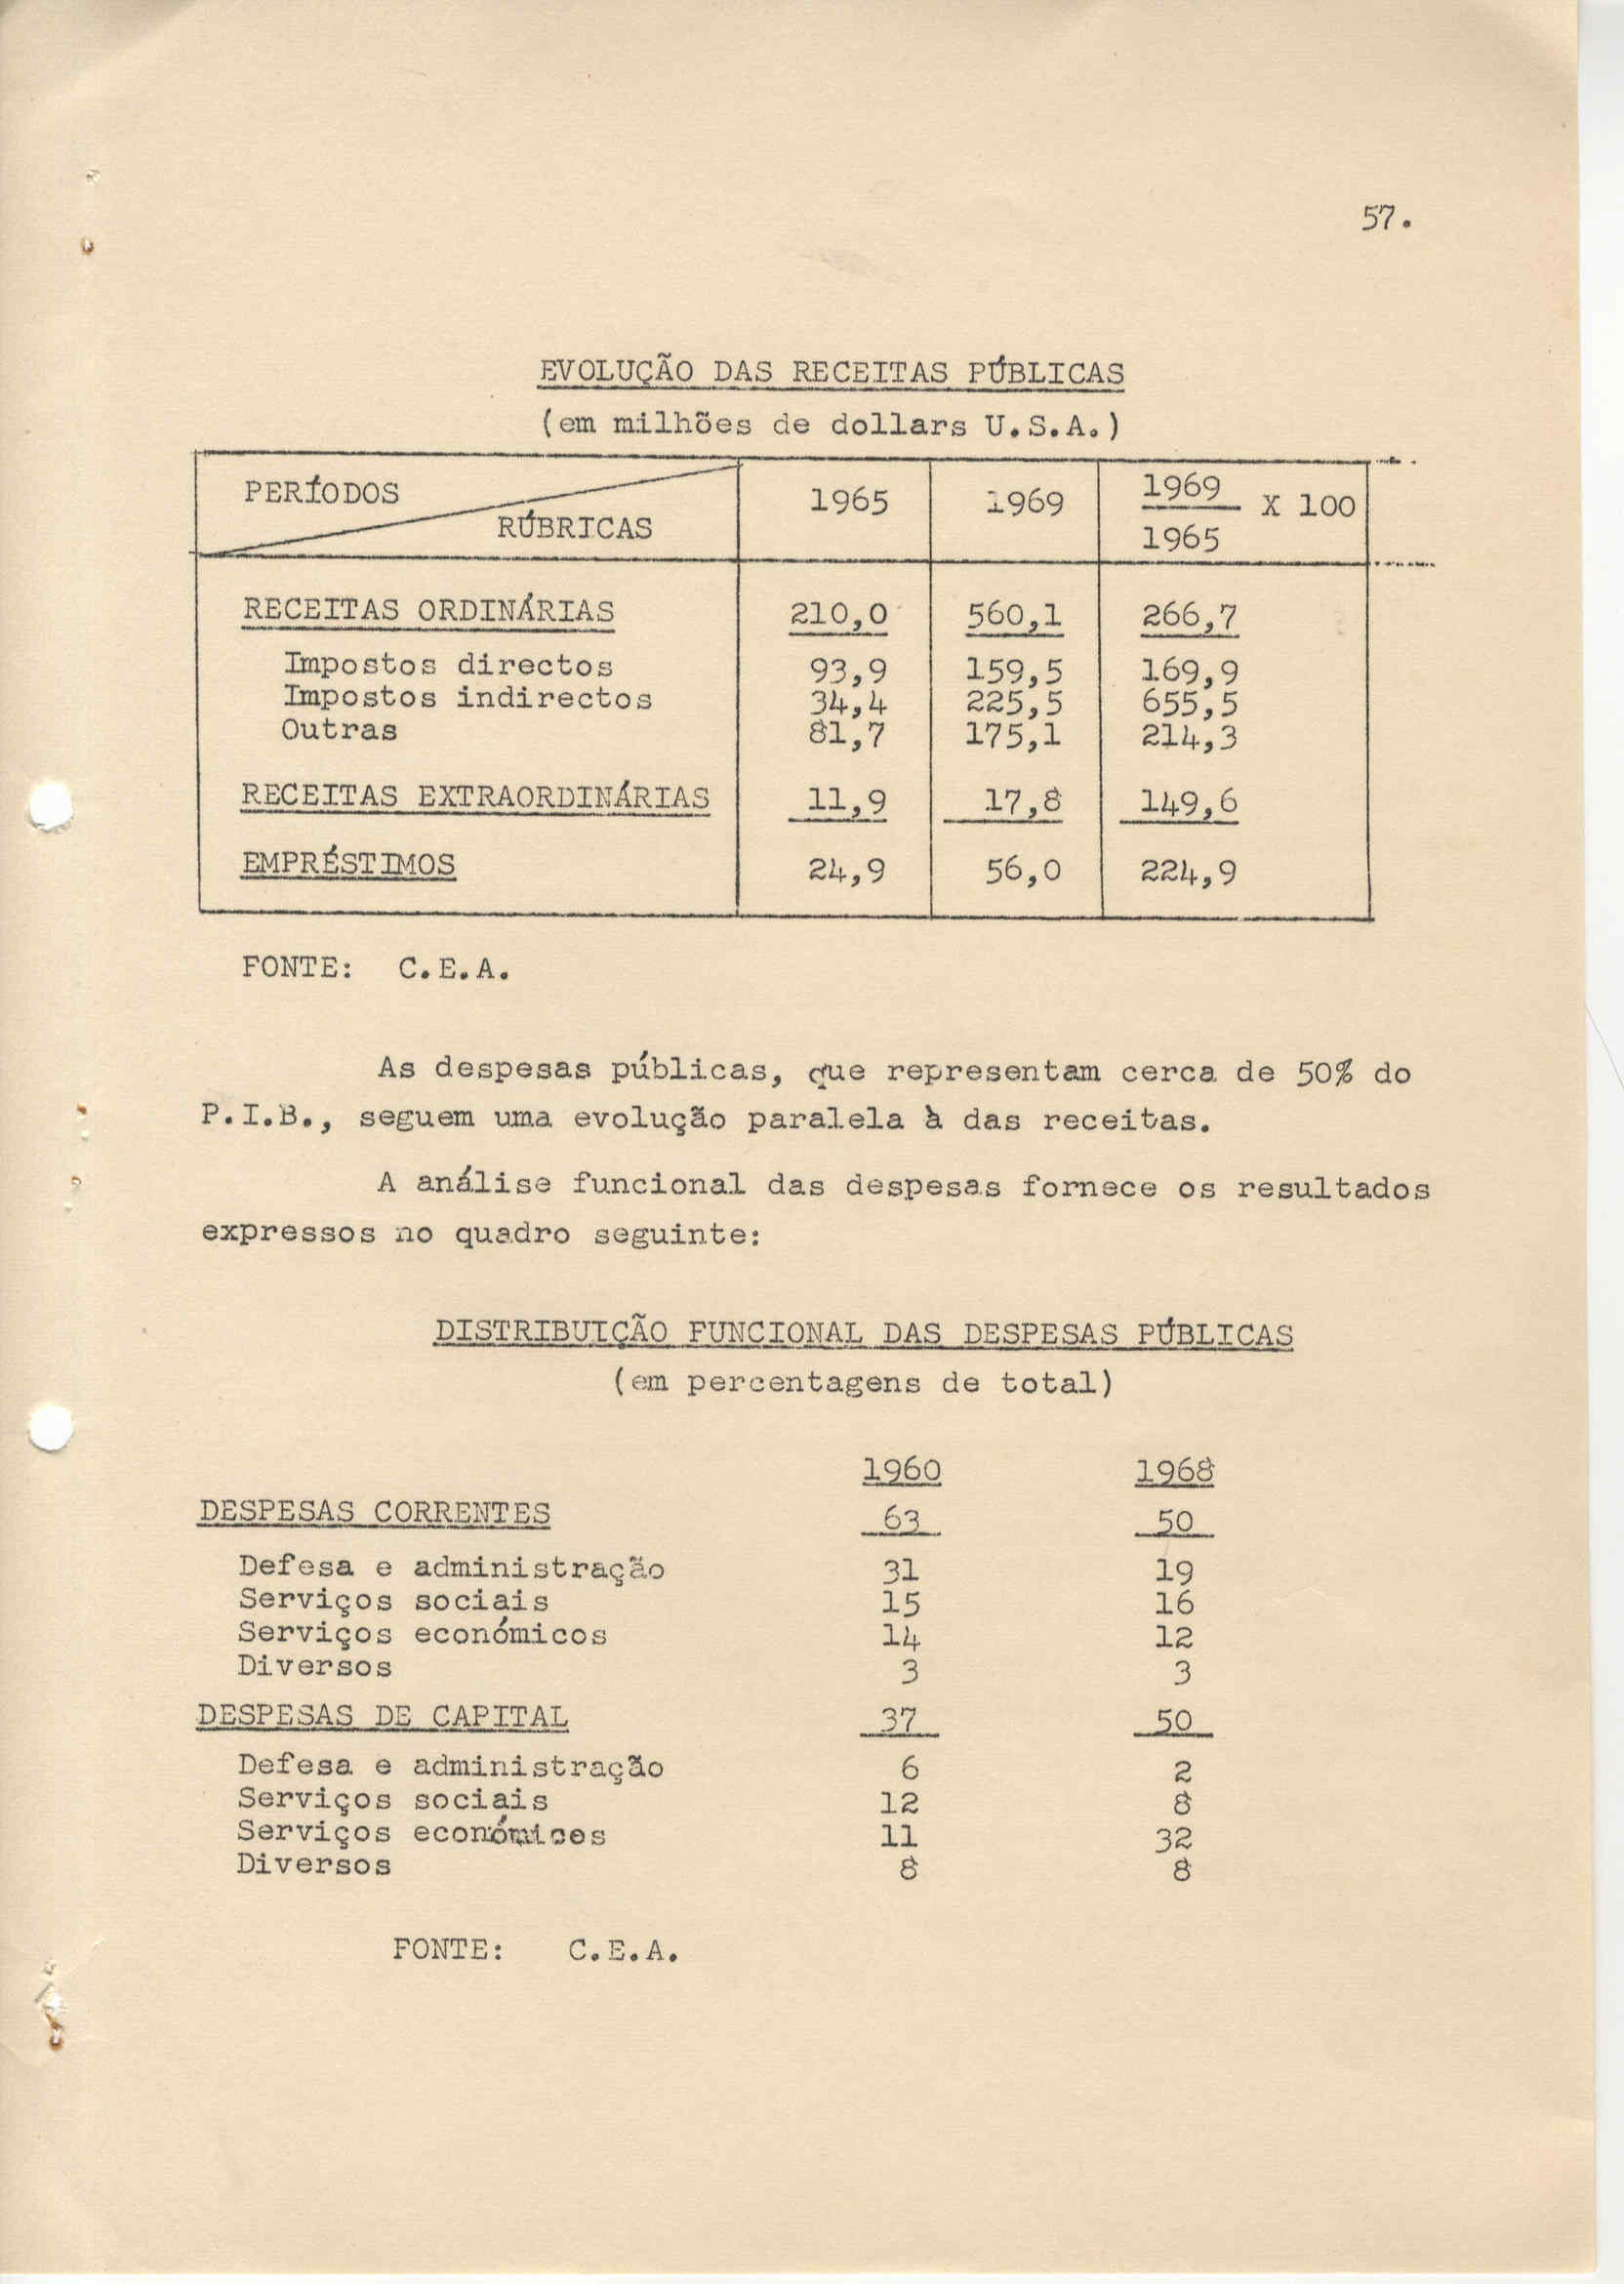 57.
EVOLUÇÃO DAS RECEITAS PÚBLICAS
(em milhões de dollars U.S.A.)
PERÍODOS RÚBRICAS 1965 1969 1969 X 100
1965
RECEITAS ORDINÁRIAS 210,0 560,1 266,7
Impostos directos 93,9 159,5 169,9
Impostos indirectos 34,4 225,5 655,5
Outras 81,7 175,1 214,3
RECEITAS EXTRAORDINÁRIAS 11,9 17,8 149,6
EMPRÉSTIMOS 24,9 56,0 224,9
FONTE: C.E.A.
As despesas públicas, que representam cerca de 50% do
P.I.B., seguem uma evolução paralela à das receitas.
A análise funcional das despesas fornece os resultados
expressos no quadro seguinte:
DISTRIBUIÇÃO FUNCIONAL DAS DESPESAS PÚBLICAS
(em percentagens de total)
1960 1968
DESPESAS CORRENTES 63 50
Defesa e administração 31 19
Serviços sociais 15 16
Serviços económicos 14 12
Diversos 3 3
DESPESAS DE CAPITAL 37 50
Defesa e administração 6 2
Serviços sociais 12 8
Serviços económicos 11 32
Diversos 8 8
FONTE: C.E.A.